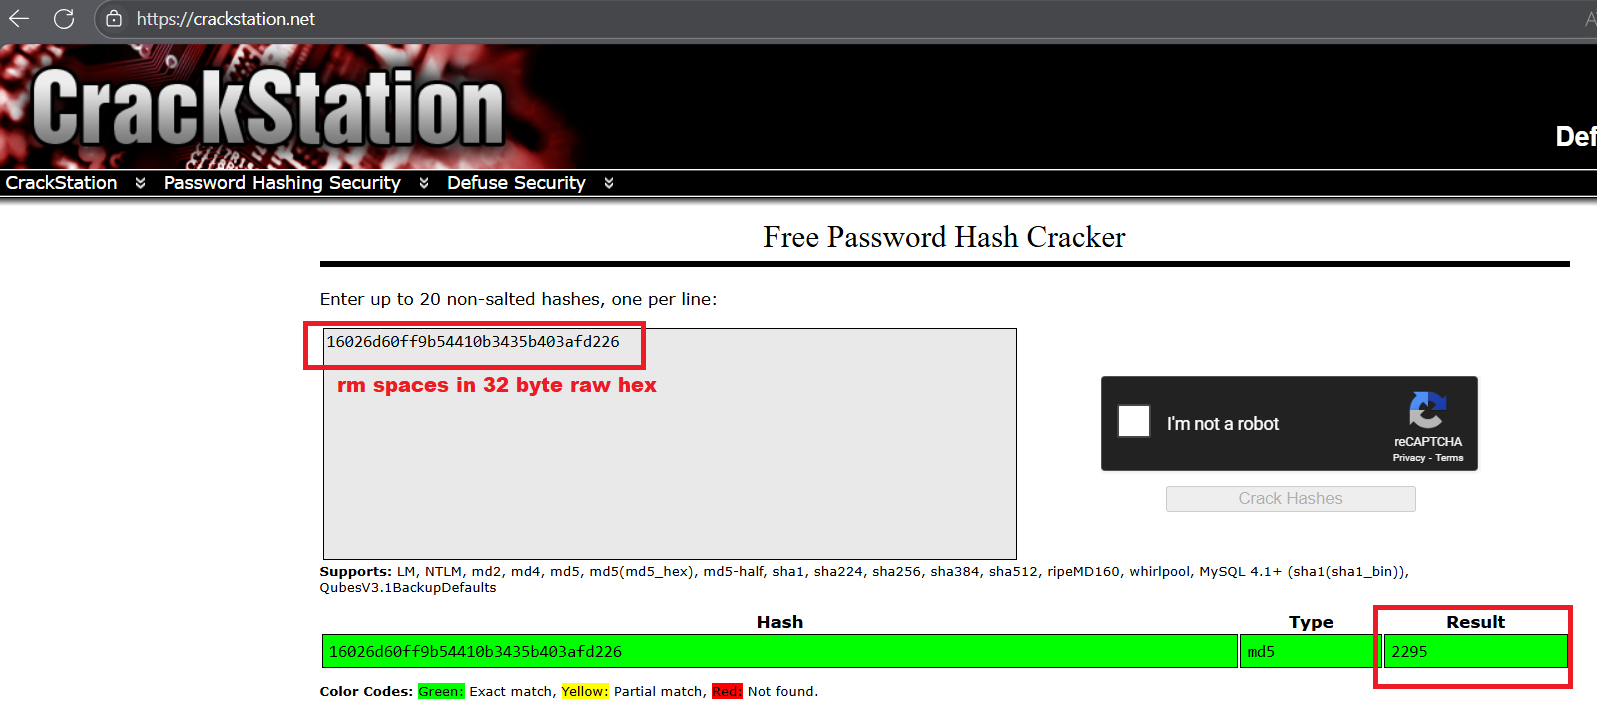 https://crackstation.net
CrackStation
Def
CrackStation Password Hashing Security Defuse Security
Free Password Hash Cracker
Enter up to 20 non-salted hashes, one per line:
16026d60ff9b54410b3435b403afd226
rm spaces in 32 byte raw hex
I'm not a robot
reCAPTCHA
Privacy - Terms
Crack Hashes
Supports: LM, NTLM, md2, md4, md5, md5(md5_hex), md5-half, sha1, sha224, sha256, sha384, sha512, ripeMD160, whirlpool, MySQL 4.1+ (sha1(sha1_bin)),
QubesV3.1BackupDefaults
Hash Type Result
16026d60ff9b54410b3435b403afd226 md5 2295
Color Codes: Green: Exact match, Yellow: Partial match, Red: Not found.